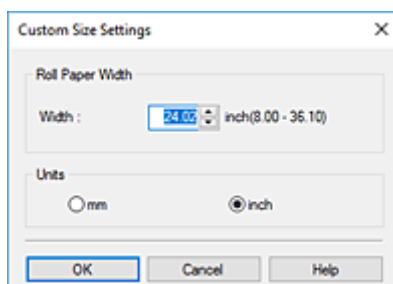 Custom Size Settings
Roll Paper Width
Width : 24.02 inch(8.00 - 36.10)
Units
mm inch
OK Cancel Help